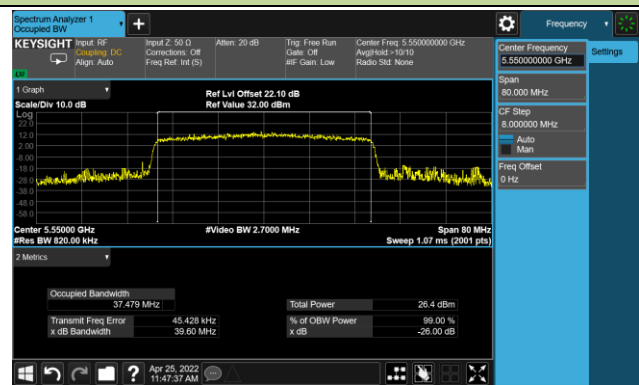 Spectrum Analyzer 1
Occupied BW
Frequency
KEYSIGHT
Input: RF
Coupling: DC
Align: Auto
Input Z: 50 Ω
Corrections: Off
Freq Ref: Int (S)
Atten: 20 dB
Trig: Free Run
Gate: Off
#IF Gain: Low
Center Freq: 5.550000000 GHz
Avg|Hold:>10/10
Radio Std: None
Center Frequency
5.550000000 GHz
Settings
Span
80.000 MHz
CF Step
8.000000 MHz
Auto
Man
Freq Offset
0 Hz
1 Graph
Scale/Div 10.0 dB
Ref Lvl Offset 22.10 dB
Ref Value 32.00 dBm
Log
22.0
12.0
2.00
-8.00
-18.0
-28.0
-38.0
-48.0
-58.0
Center 5.55000 GHz
#Video BW 2.7000 MHz
Span 80 MHz
#Res BW 820.00 kHz
Sweep 1.07 ms (2001 pts)
2 Metrics
Occupied Bandwidth
37.479 MHz
Total Power 26.4 dBm
Transmit Freq Error 45.428 kHz
% of OBW Power 99.00 %
x dB Bandwidth 39.60 MHz
x dB -26.00 dB
Apr 25, 2022
11:47:37 AM